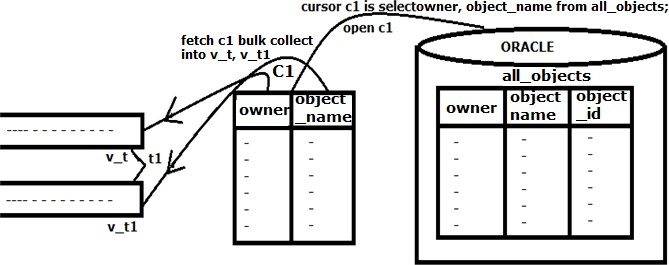 cursor c1 is selectowner, object_name from all_objects;
fetch c1 bulk collect
into v_t, v_t1
open c1
C1
ORACLE
all_objects
owner
object
_name
owner
object
name
object
_id
v_t
t1
v_t1